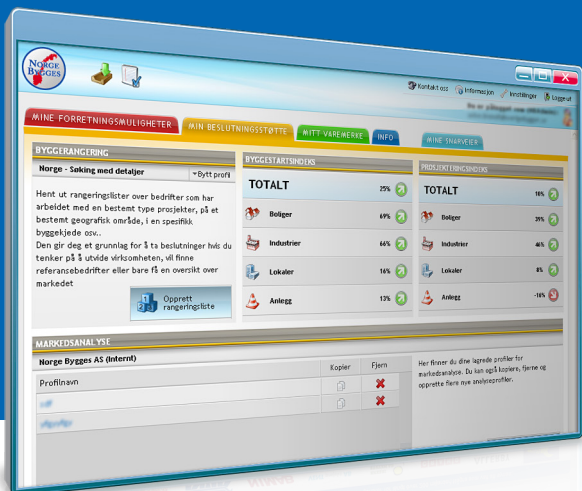 NORGE
BYGGES
Kontakt oss
Informasjon
Innstillinger
Logge ut
MINE FORRETNINGSMULIGHETER
MIN BESLUTNINGSSTØTTE
MITT VAREMERKE
INFO
MINE SNARVEIER
BYGGERANGERING
Norge - Søking med detaljer
Bytt profil
Hent ut rangeringslister over bedrifter som har
arbeidet med en bestemt type prosjekter, på et
bestemt geografisk område, i en spesifikk
byggekjede osv..
Den gir deg et grunnlag for å ta beslutninger hvis du
tenker på å utvide virksomheten, vil finne
referansebedrifter eller bare få en oversikt over
markedet
Opprett
rangeringsliste
BYGGESTARTSINDEKS
TOTALT 25%
Boliger 69%
Industrier 66%
Lokaler 16%
Anlegg 13%
PROSJEKTERINGSINDEKS
TOTALT 10%
Boliger 39%
Industrier 46%
Lokaler 8%
Anlegg -10%
MARKEDSANALYSE
Norge Bygges AS (Internt)
Profilnavn Kopier Fjern
Her finner du dine lagrede profiler for
markedsanalyse. Du kan også kopiere, fjerne og
opprette flere nye analyseprofiler.